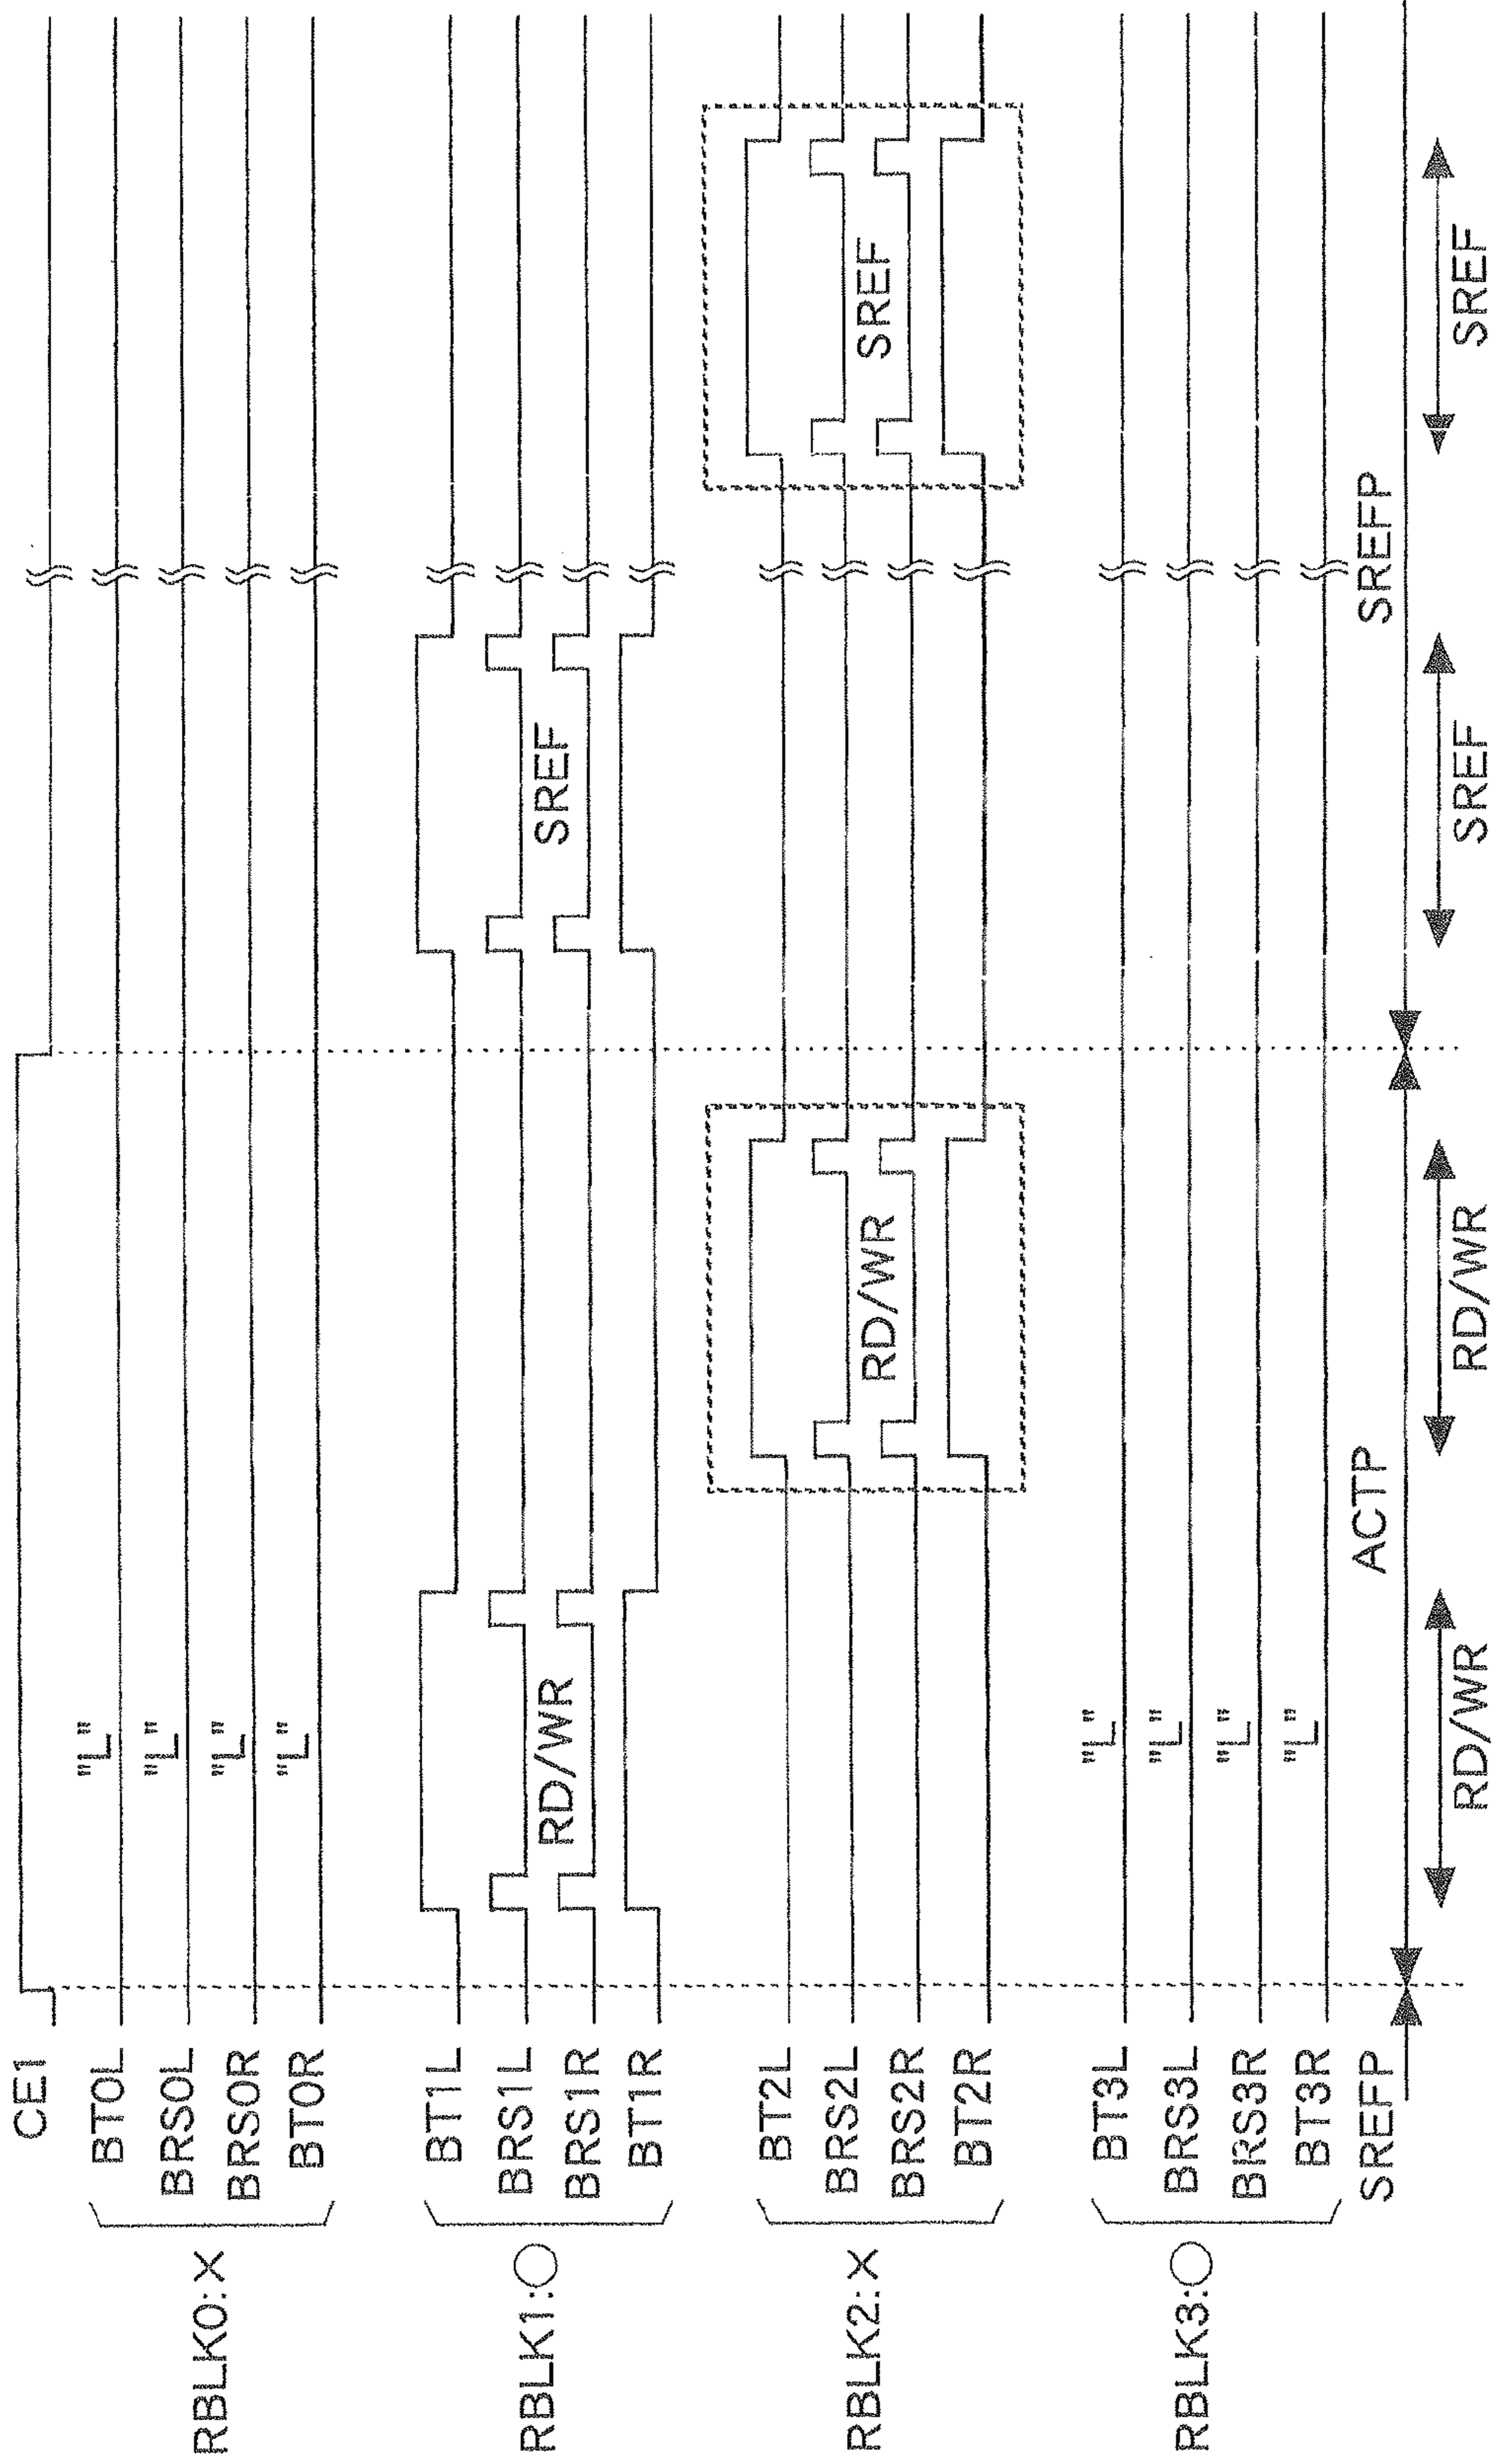 CE1
RBLK0:×
BT0L "L"
BRS0L "L"
BRS0R "L"
BT0R "L"
RBLK1:○
BT1L
BRS1L
RD/WR SREF
BRS1R
BT1R
RBLK2:×
BT2L
BRS2L
RD/WR SREF
BRS2R
BT2R
RBLK3:○
BT3L "L"
BRS3L "L"
BRS3R "L"
BT3R "L"
SREFP ACTP SREFP
RD/WR RD/WR SREF SREF